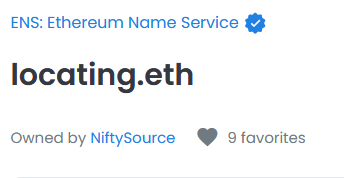 ENS: Ethereum Name Service
locating.eth
Owned by NiftySource 9 favorites